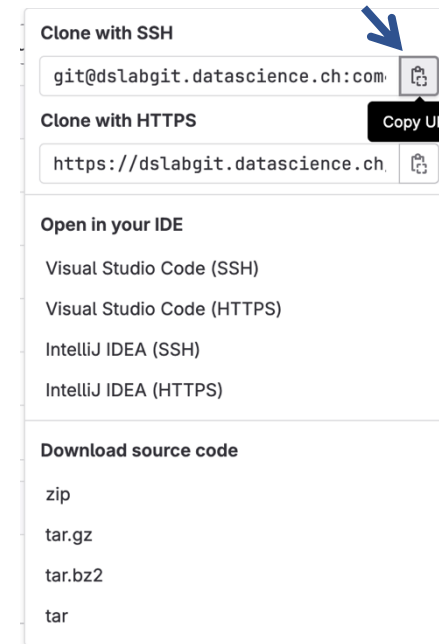 Clone with SSH
git@dslabgit.datascience.ch:com
Clone with HTTPS
Copy U
https://dslabgit.datascience.ch
Open in your IDE
Visual Studio Code (SSH)
Visual Studio Code (HTTPS)
IntelliJ IDEA (SSH)
IntelliJ IDEA (HTTPS)
Download source code
zip
tar.gz
tar.bz2
tar